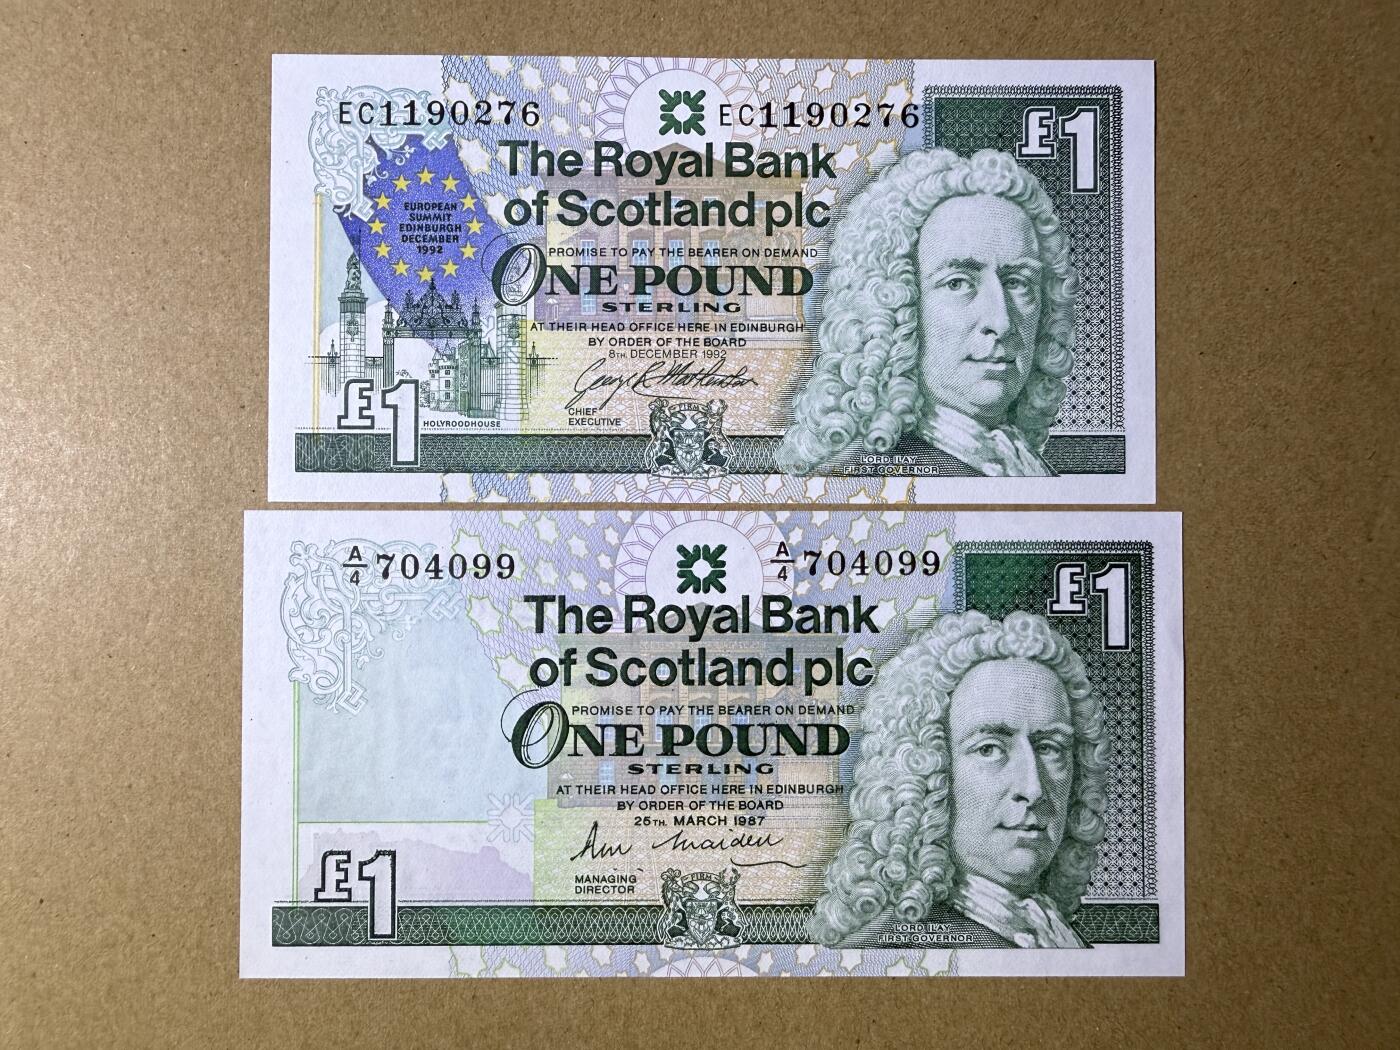 EC1190276 EC1190276
£1
The Royal Bank
of Scotland plc
EUROPEAN
SUMMIT
EDINBURGH
DECEMBER
1992
PROMISE TO PAY THE BEARER ON DEMAND
ONE POUND
STERLING
AT THEIR HEAD OFFICE HERE IN EDINBURGH
BY ORDER OF THE BOARD
8TH. DECEMBER 1992
CHIEF
EXECUTIVE
FIRM
£1
HOLYROODHOUSE
LORD ILAY
FIRST GOVERNOR
A/4 704099 A/4 704099
£1
The Royal Bank
of Scotland plc
PROMISE TO PAY THE BEARER ON DEMAND
ONE POUND
STERLING
AT THEIR HEAD OFFICE HERE IN EDINBURGH
BY ORDER OF THE BOARD
25TH. MARCH 1987
MANAGING
DIRECTOR
FIRM
£1
LORD ILAY
FIRST GOVERNOR